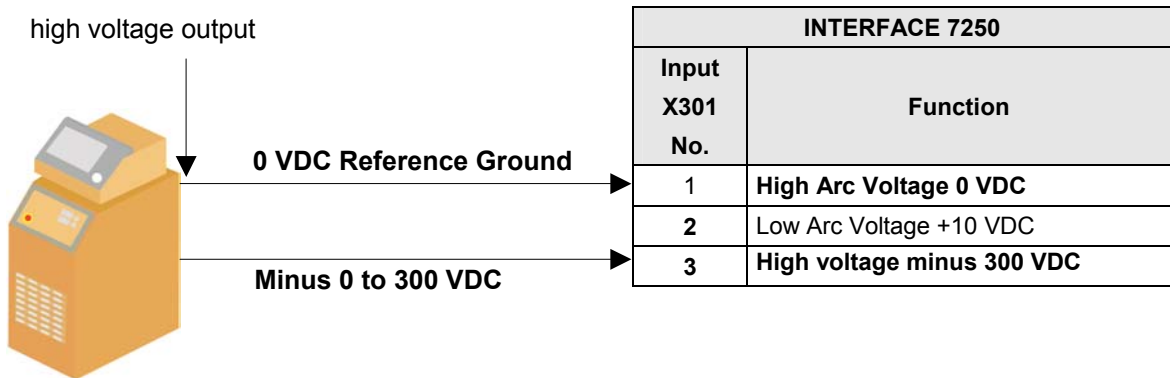 high voltage output
0 VDC Reference Ground
Minus 0 to 300 VDC
INTERFACE 7250
Input
X301
No.
Function
1 High Arc Voltage 0 VDC
2 Low Arc Voltage +10 VDC
3 High voltage minus 300 VDC